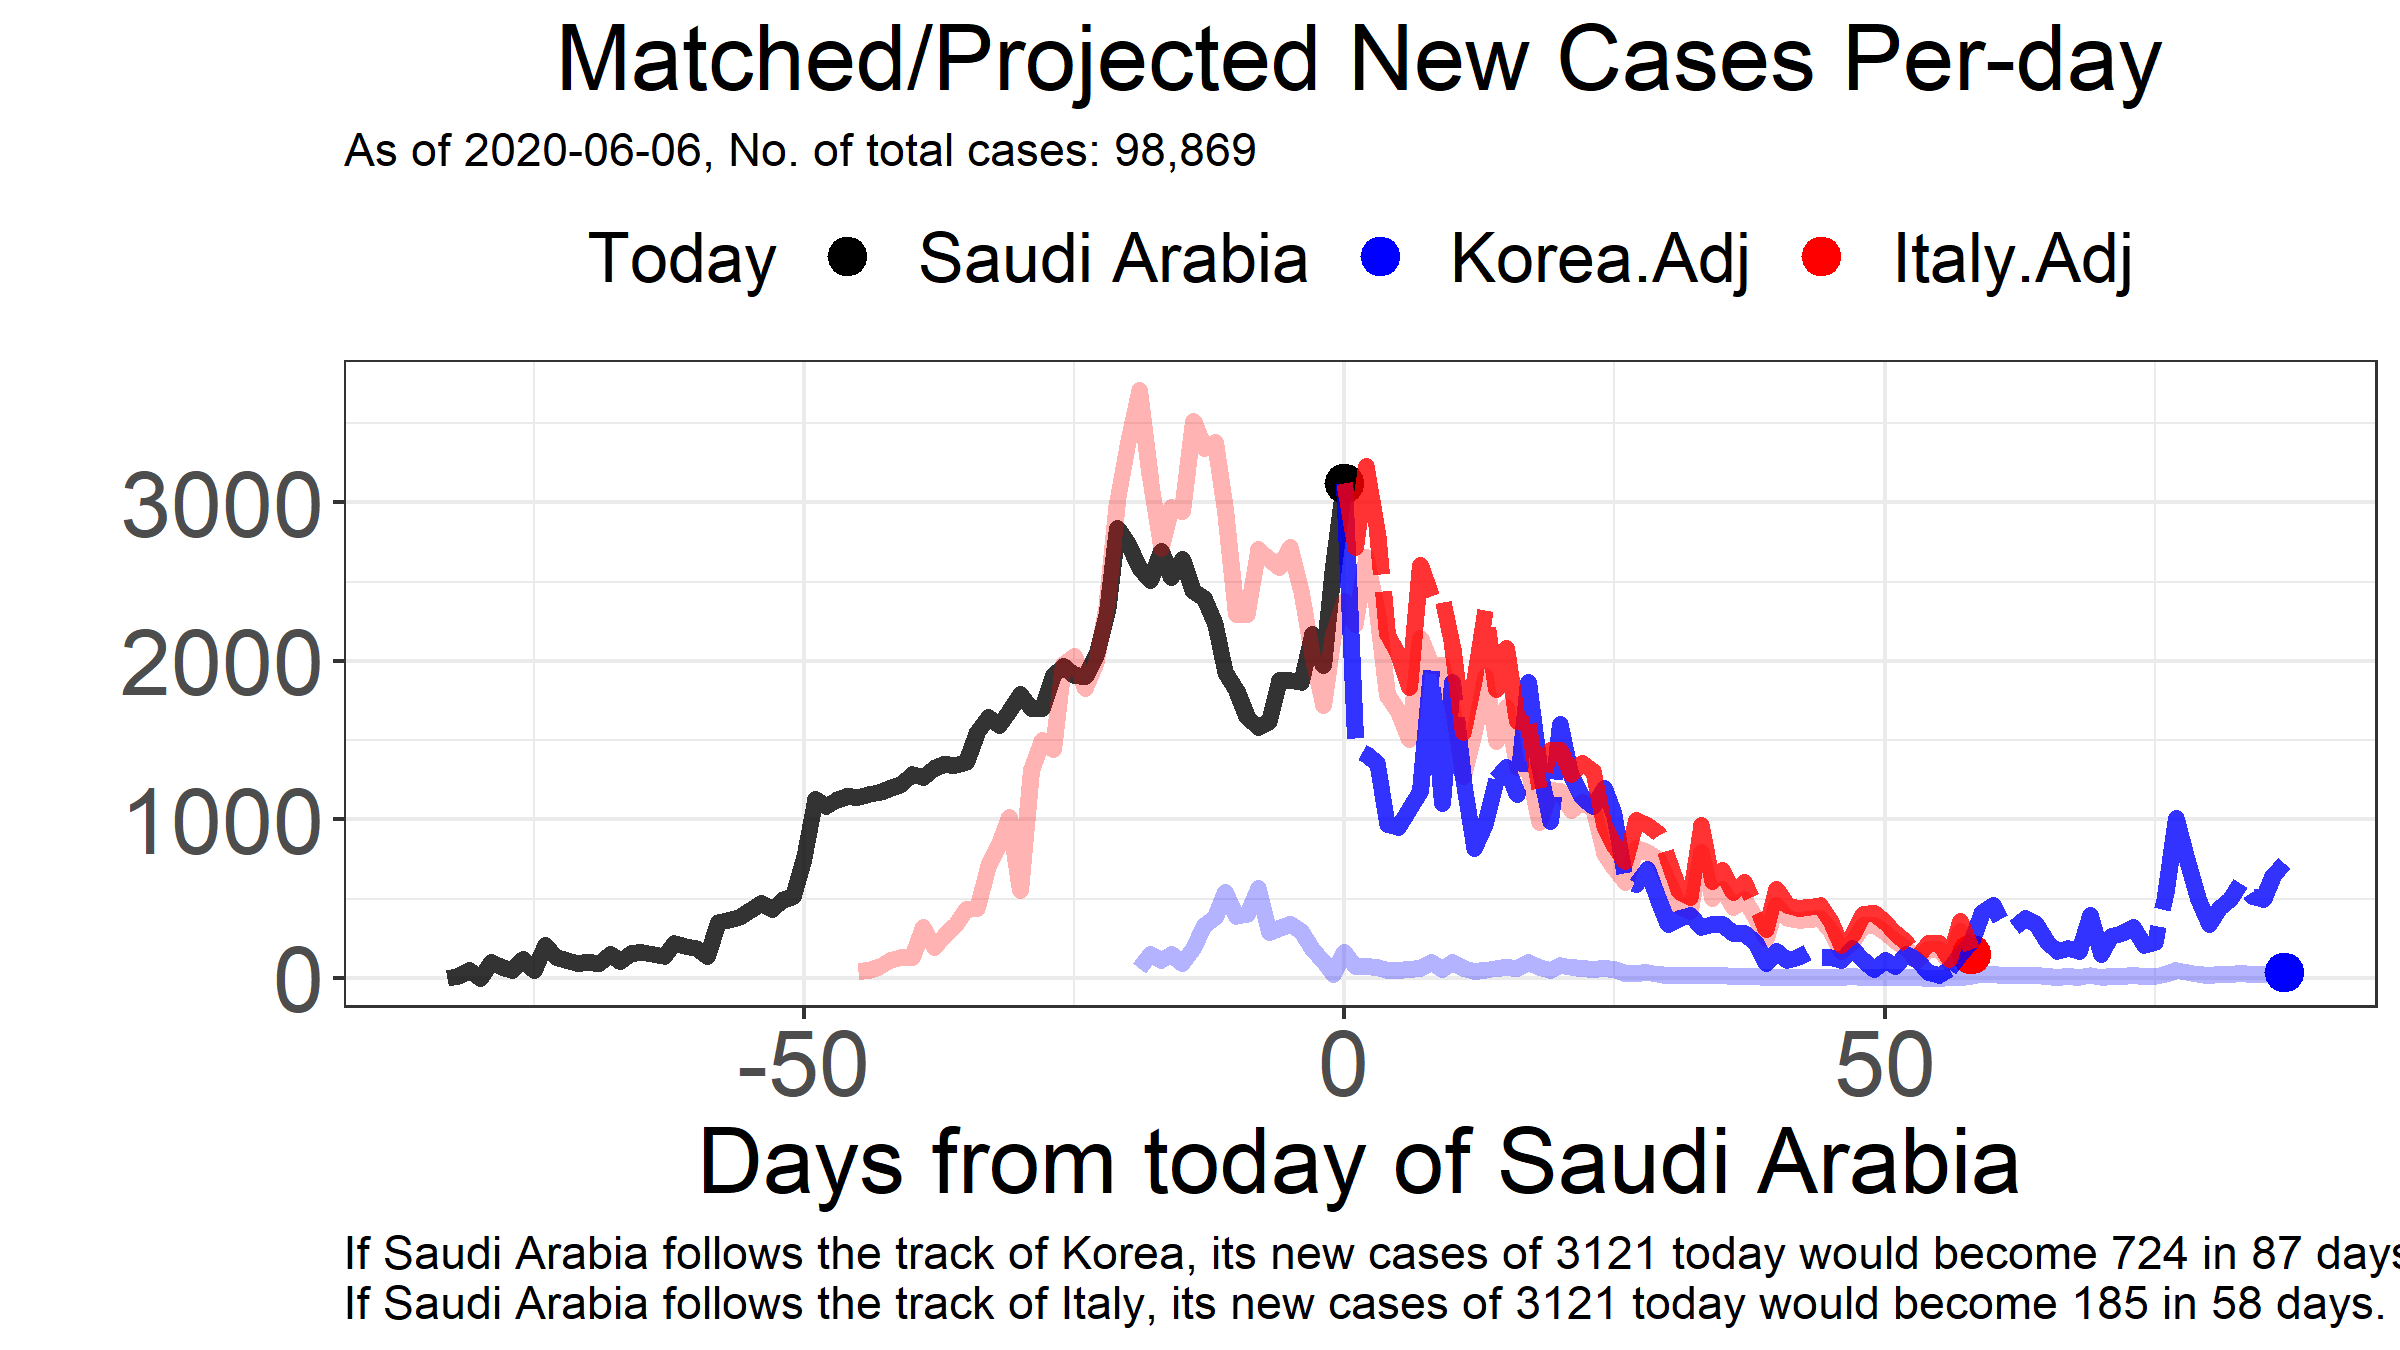 Matched/Projected New Cases Per-day
As of 2020-06-06, No. of total cases: 98,869
Today Saudi Arabia Korea.Adj Italy.Adj
3000
2000
1000
0
-50 0 50
Days from today of Saudi Arabia
If Saudi Arabia follows the track of Korea, its new cases of 3121 today would become 724 in 87 days
If Saudi Arabia follows the track of Italy, its new cases of 3121 today would become 185 in 58 days.